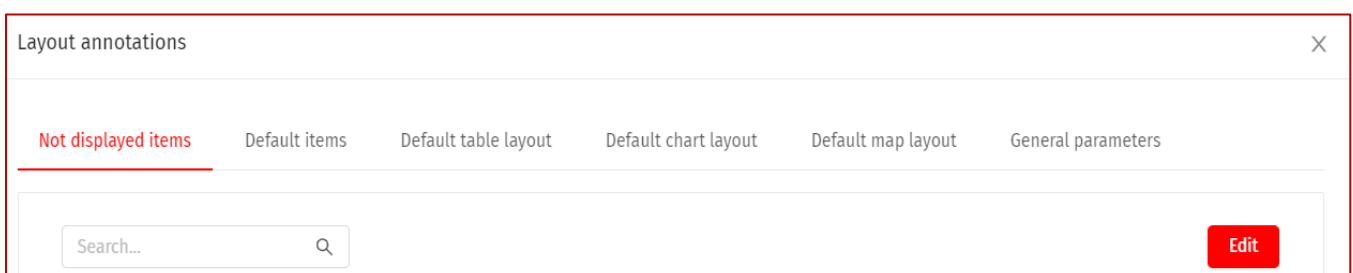 Layout annotations
Not displayed items Default items Default table layout Default chart layout Default map layout General parameters
Search... Edit